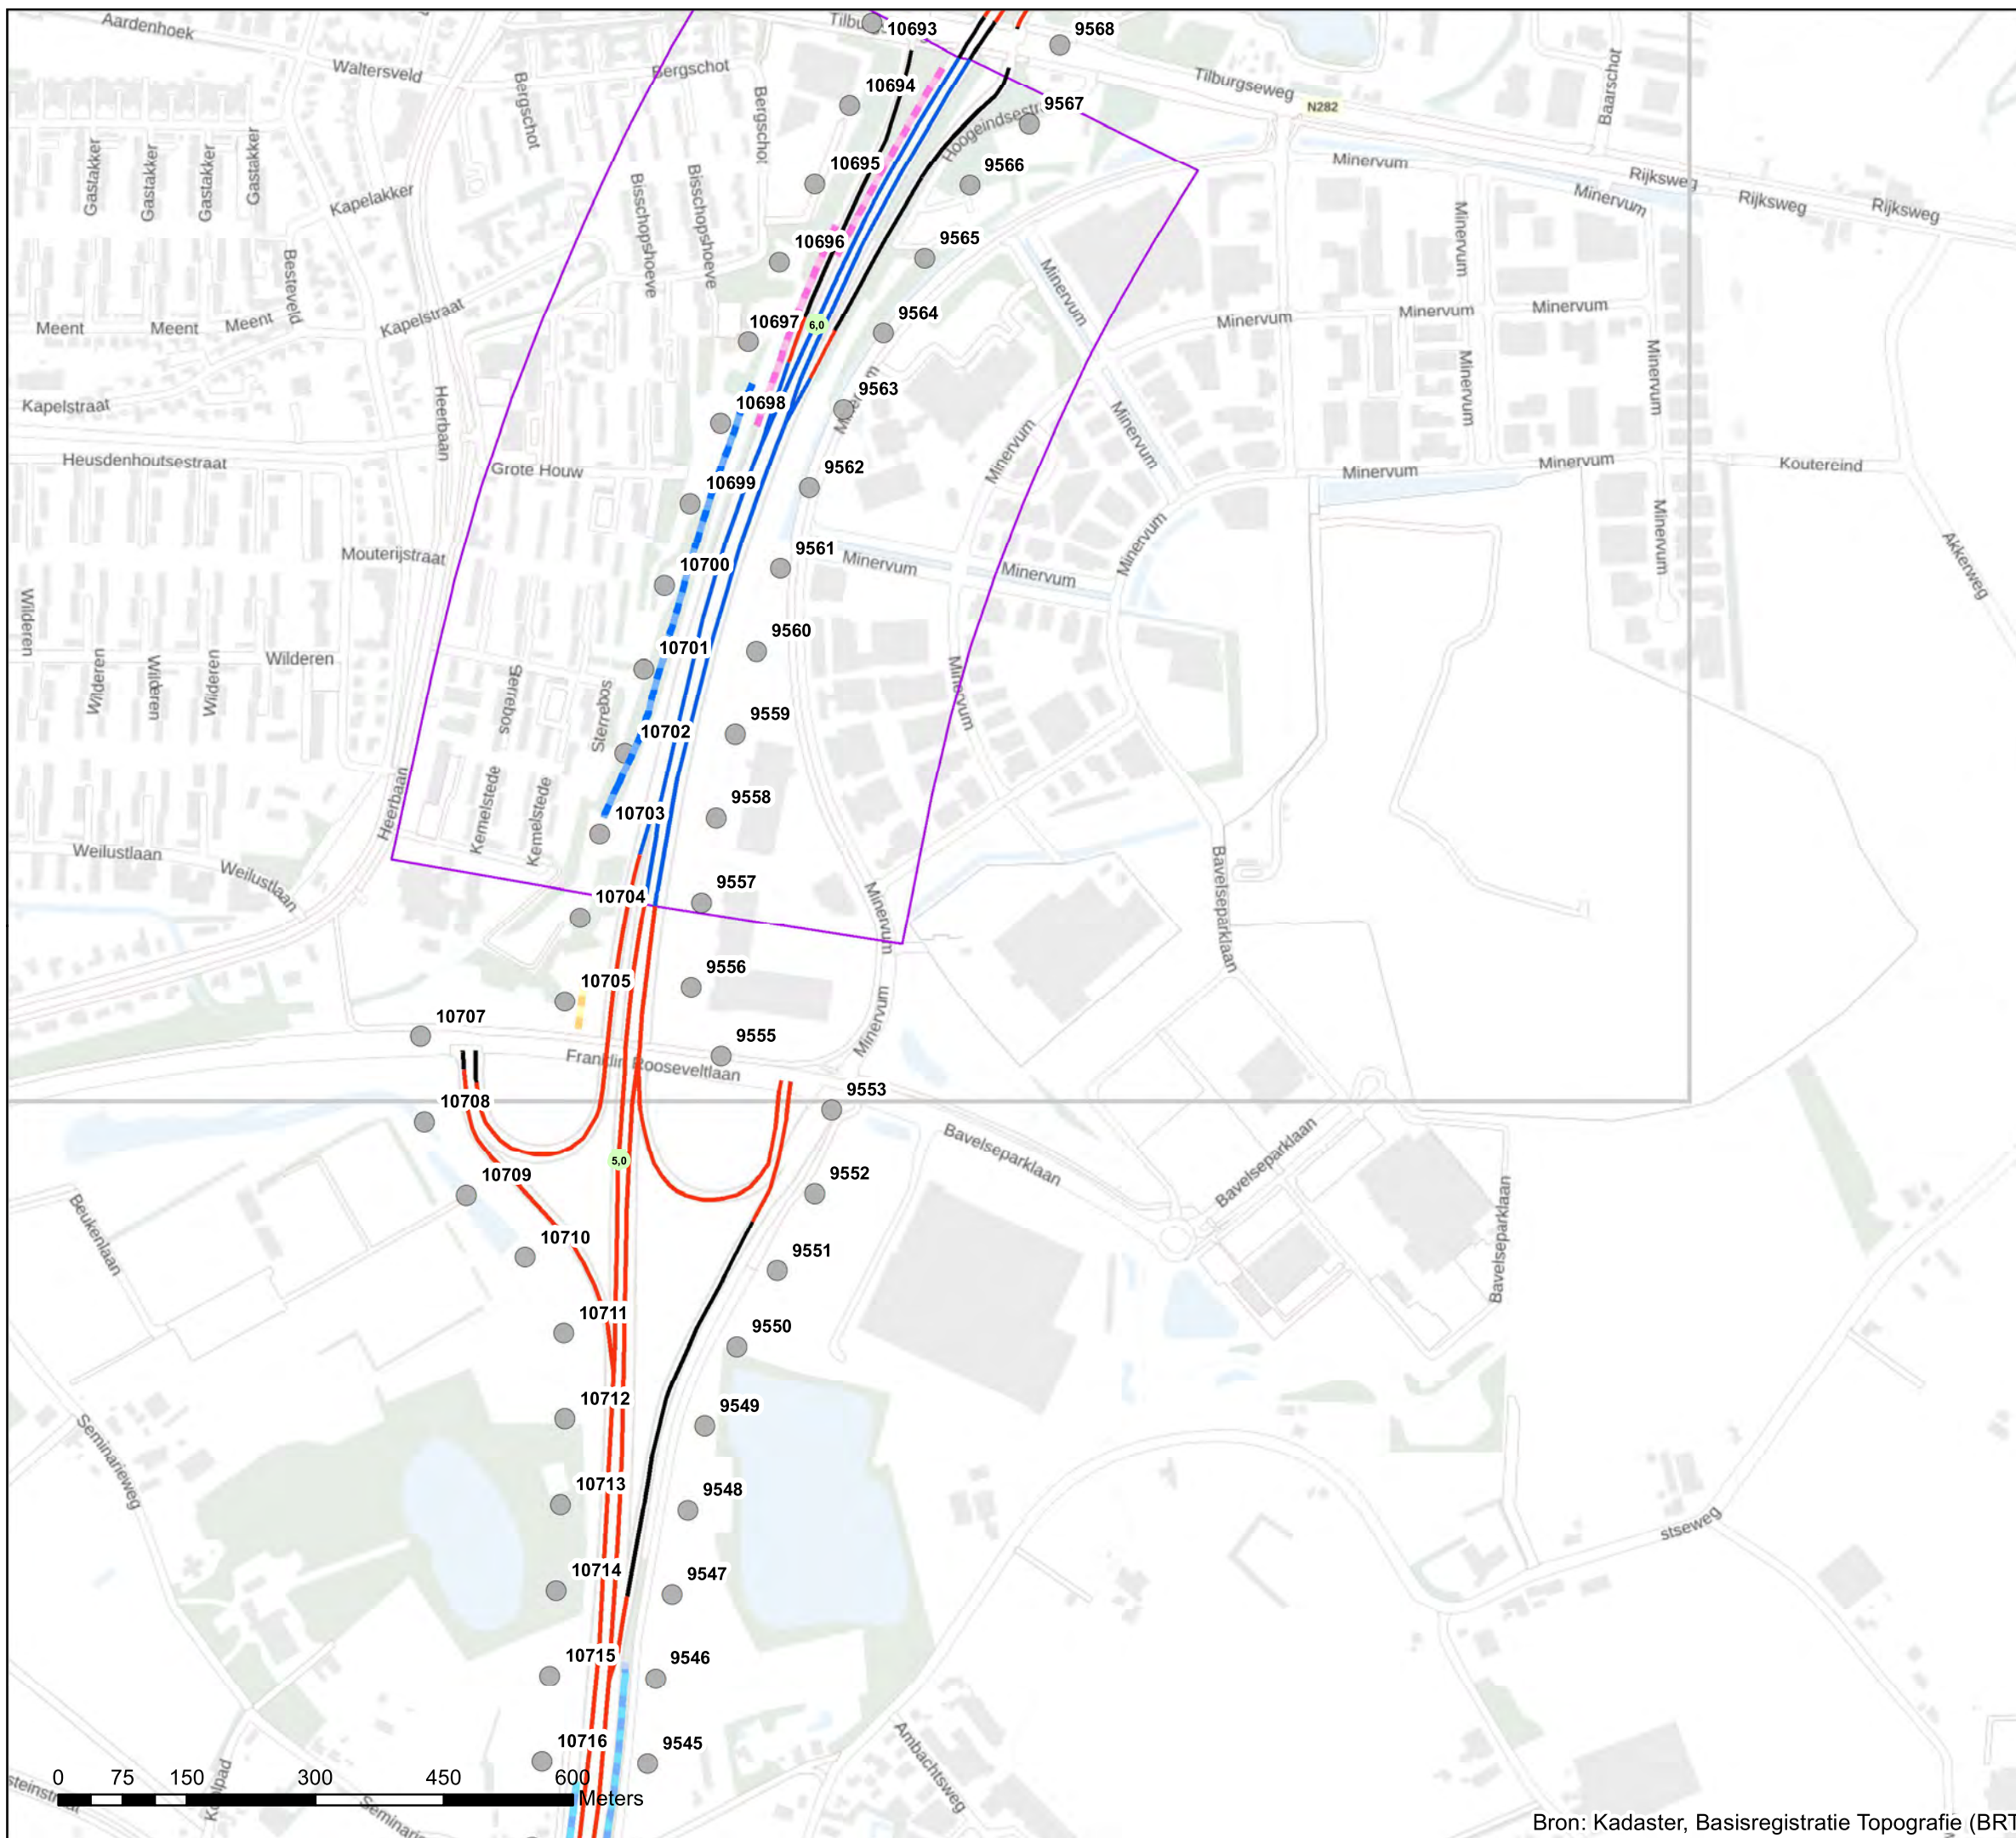 Aardenhoek
10693
9568
Waltersveld
Bergschot
Bergschot
Bergschot
10694
Tilburgseweg
N282
Baarschot
9567
10695
9566
Gastakker
Gastakker
Gastakker
Gastakker
Kapelakker
Bisschopshoeve
Bisschopshoeve
Minervum
Rijksweg
Rijksweg
Rijksweg
Minervum
10696
9565
Minervum
Minervum
Besteveld
Meent
Meent
Meent
Kapelstraat
10697
6,0
9564
Minervum
Minervum
Minervum
Kapelstraat
Heerbaan
10698
9563
Minervum
Minervum
Minervum
Minervum
Heusdenhoutsestraat
Grote Houw
10699
9562
Minervum
Minervum
Minervum
Koutereind
Mouterijstraat
10700
9561
Minervum
Minervum
Minervum
Minervum
Akkerweg
Wilderen
Wilderen
Wilderen
Wilderen
Wilderen
10701
9560
Sterrebos
10702
9559
Minervum
Heerbaan
Kemelstede
Kemelstede
10703
9558
Weilustlaan
Weilustlaan
10704
9557
Minervum
Bavelseparklaan
10705
9556
Minervum
10707
9555
Franklin Rooseveltlaan
10708
9553
Bavelseparklaan
Bavelseparklaan
Bavelseparklaan
5,0
10709
9552
Beukenlaan
10710
9551
10711
9550
10712
9549
Seminarieweg
10713
9548
stseweg
10714
9547
10715
9546
10716
9545
Ambachtsweg
0 75 150 300 450 600
Meters
Bron: Kadaster, Basisregistratie Topografie (BRT